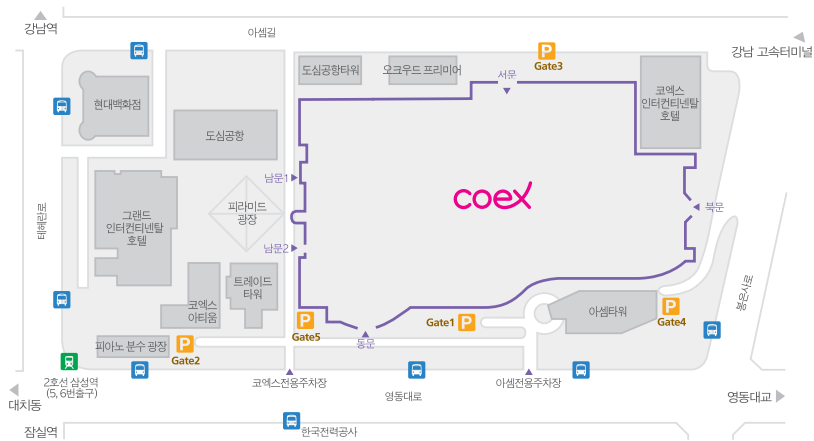 강남역
아셈길
강남 고속터미널
P
Gate3
도심공항타워
오크우드 프리미어
서문
코엑스
인터컨티넨탈
호텔
현대백화점
도심공항
남문1
coex
피라미드
광장
북문
테헤란로
그랜드
인터컨티넨탈
호텔
남문2
트레이드
타워
코엑스
아티움
봉은사로
아셈타워
P
Gate4
P
Gate5
Gate1
P
피아노 분수 광장
P
Gate2
동문
2호선 삼성역
(5, 6번출구)
코엑스전용주차장
아셈전용주차장
대치동
영동대로
영동대교
잠실역
한국전력공사